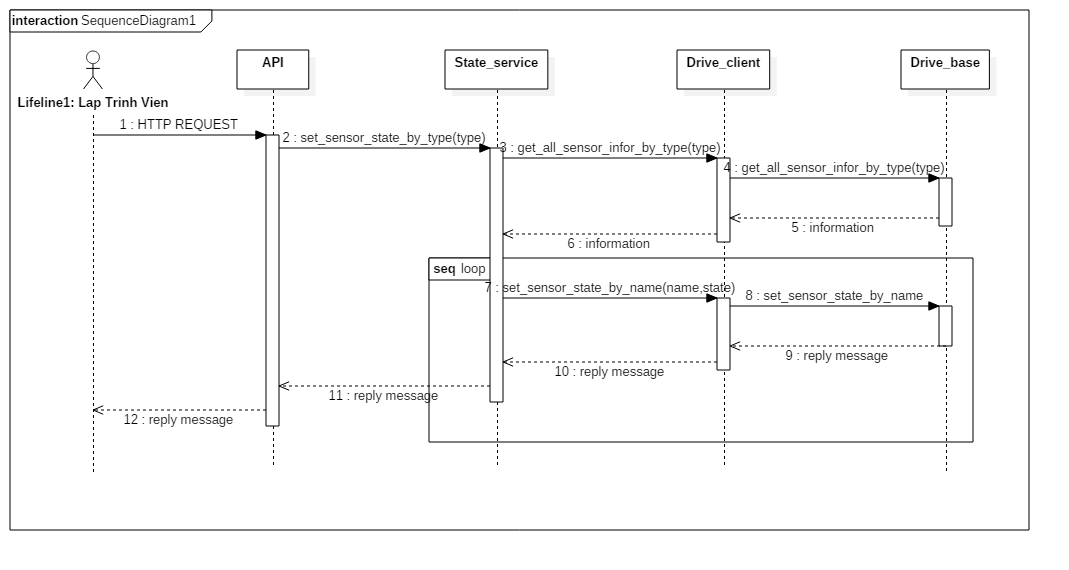 interaction SequenceDiagram1
API
State_service
Drive_client
Drive_base
Lifeline1: Lap Trinh Vien
1 : HTTP REQUEST
2 : set_sensor_state_by_type(type)
3 : get_all_sensor_infor_by_type(type)
4 : get_all_sensor_infor_by_type(type)
5 : information
6 : information
seq loop
7 : set_sensor_state_by_name(name,state)
8 : set_sensor_state_by_name
9 : reply message
10 : reply message
11 : reply message
12 : reply message